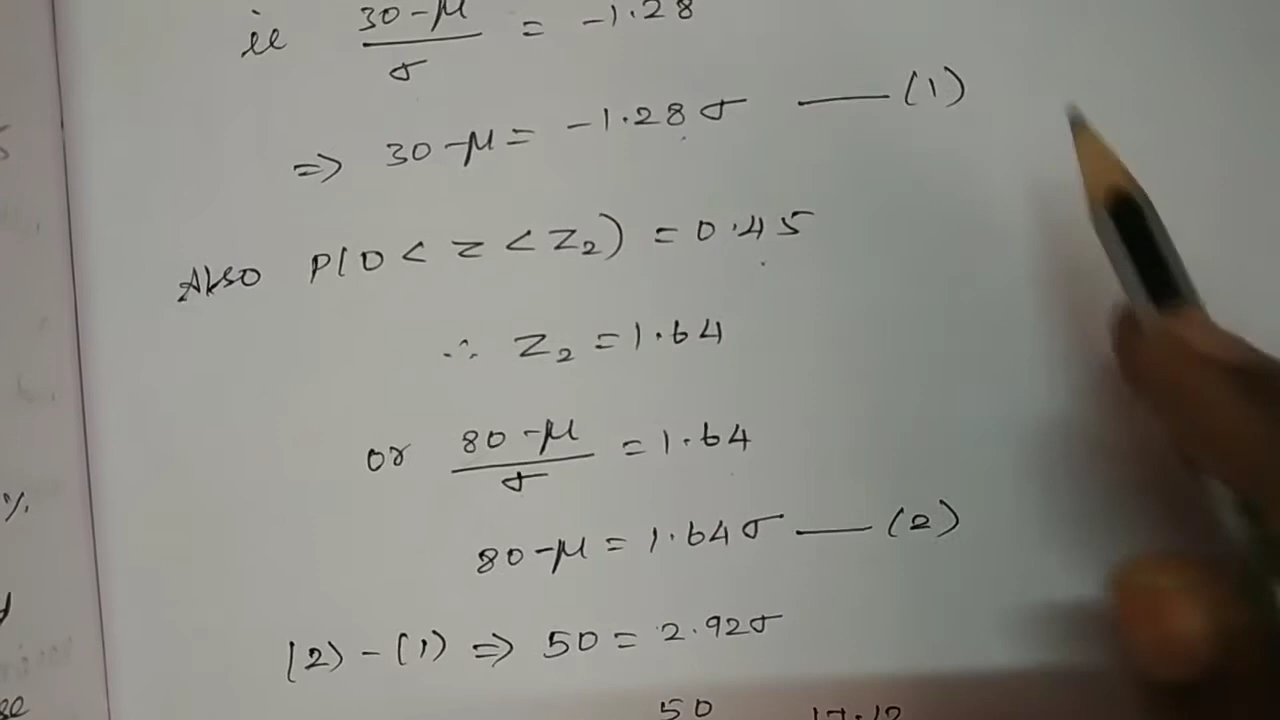 ie (30-μ)/σ = -1.28
=> 30-μ = -1.28σ —— (1)
Also P(0 < z < z₂) = 0.45
∴ z₂ = 1.64
or (80-μ)/σ = 1.64
80-μ = 1.64σ —— (2)
(2) - (1) => 50 = 2.92σ
50